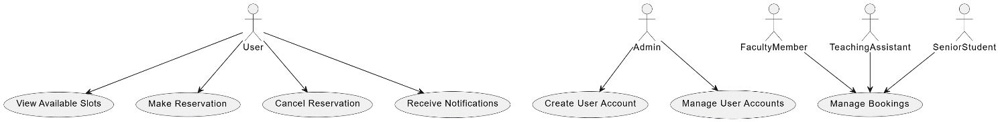 User
Admin
FacultyMember
TeachingAssistant
SeniorStudent
View Available Slots
Make Reservation
Cancel Reservation
Receive Notifications
Create User Account
Manage User Accounts
Manage Bookings